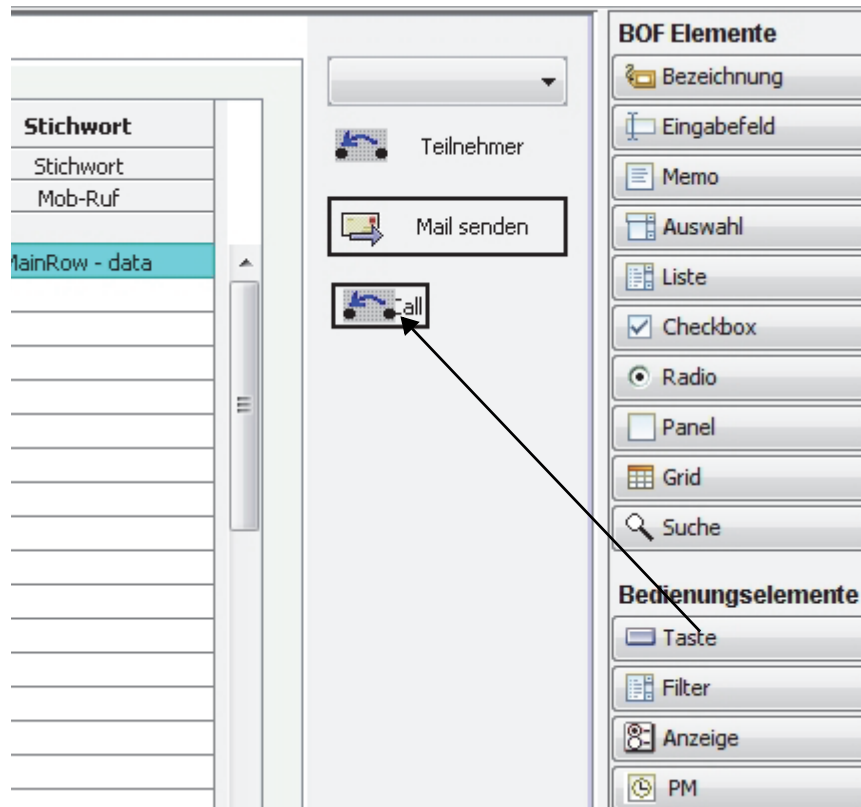 Stichwort
Stichwort
Mob-Ruf
MainRow - data
Teilnehmer
Mail senden
Call
BOF Elemente
Bezeichnung
Eingabefeld
Memo
Auswahl
Liste
Checkbox
Radio
Panel
Grid
Suche
Bedienungselemente
Taste
Filter
Anzeige
PM